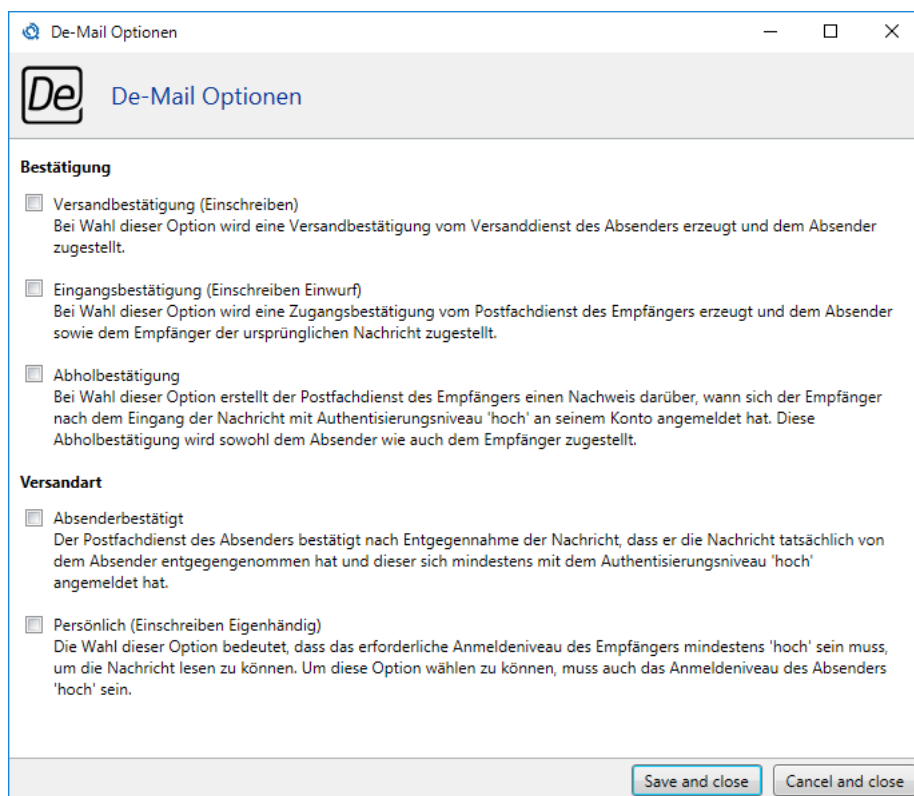 De-Mail Optionen
De
De-Mail Optionen
Bestätigung
Versandbestätigung (Einschreiben)
Bei Wahl dieser Option wird eine Versandbestätigung vom Versanddienst des Absenders erzeugt und dem Absender
zugestellt.
Eingangsbestätigung (Einschreiben Einwurf)
Bei Wahl dieser Option wird eine Zugangsbestätigung vom Postfachdienst des Empfängers erzeugt und dem Absender
sowie dem Empfänger der ursprünglichen Nachricht zugestellt.
Abholbestätigung
Bei Wahl dieser Option erstellt der Postfachdienst des Empfängers einen Nachweis darüber, wann sich der Empfänger
nach dem Eingang der Nachricht mit Authentisierungsniveau 'hoch' an seinem Konto angemeldet hat. Diese
Abholbestätigung wird sowohl dem Absender wie auch dem Empfänger zugestellt.
Versandart
Absenderbestätigt
Der Postfachdienst des Absenders bestätigt nach Entgegennahme der Nachricht, dass er die Nachricht tatsächlich von
dem Absender entgegengenommen hat und dieser sich mindestens mit dem Authentisierungsniveau 'hoch'
angemeldet hat.
Persönlich (Einschreiben Eigenhändig)
Die Wahl dieser Option bedeutet, dass das erforderliche Anmeldeniveau des Empfängers mindestens 'hoch' sein muss,
um die Nachricht lesen zu können. Um diese Option wählen zu können, muss auch das Anmeldeniveau des Absenders
'hoch' sein.
Save and close Cancel and close